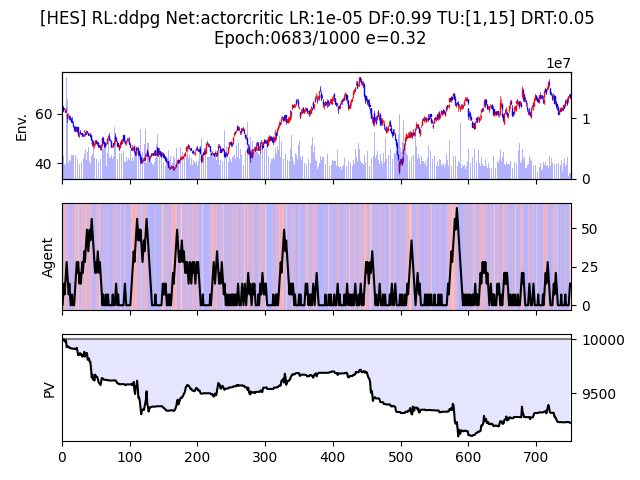 [HES] RL:ddpg Net:actorcritic LR:1e-05 DF:0.99 TU:[1,15] DRT:0.05
Epoch:0683/1000 e=0.32
1e7
Env.
60
40
1
0
Agent
50
25
0
PV
10000
9500
0 100 200 300 400 500 600 700